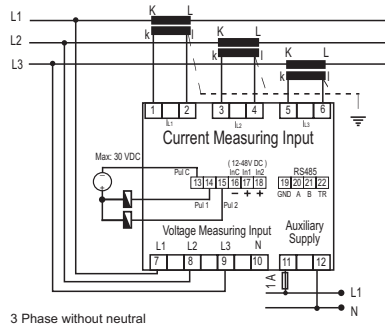 L1 K L
L2 k l K L
L3 k l K L
k l
1 2 3 4 5 6
IL1 IL2 IL3
Current Measuring Input
Max: 30 VDC
( 12-48V DC )
Pul C InC In1 In2 RS485
13 14 15 16 17 18 19 20 21 22
Pul 1 Pul 2 − + + GND A B TR
Voltage Measuring Input Auxiliary Supply
L1 L2 L3 N
7 8 9 10 11 12
1 A
L1
N
3 Phase without neutral